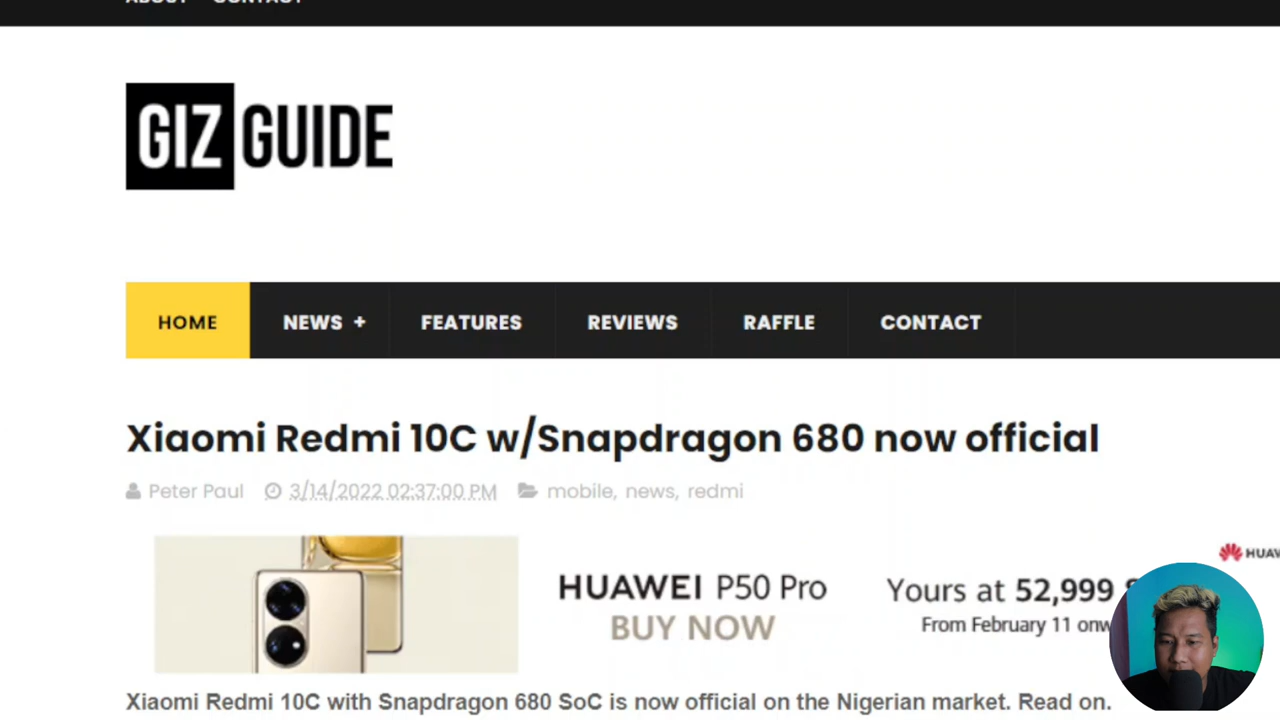 ABOUT CONTACT
GIZ GUIDE
HOME NEWS + FEATURES REVIEWS RAFFLE CONTACT
Xiaomi Redmi 10C w/Snapdragon 680 now official
Peter Paul 3/14/2022 02:37:00 PM mobile, news, redmi
HUAWEI P50 Pro
BUY NOW
Yours at 52,999
From February 11
Xiaomi Redmi 10C with Snapdragon 680 SoC is now official on the Nigerian market. Read on.